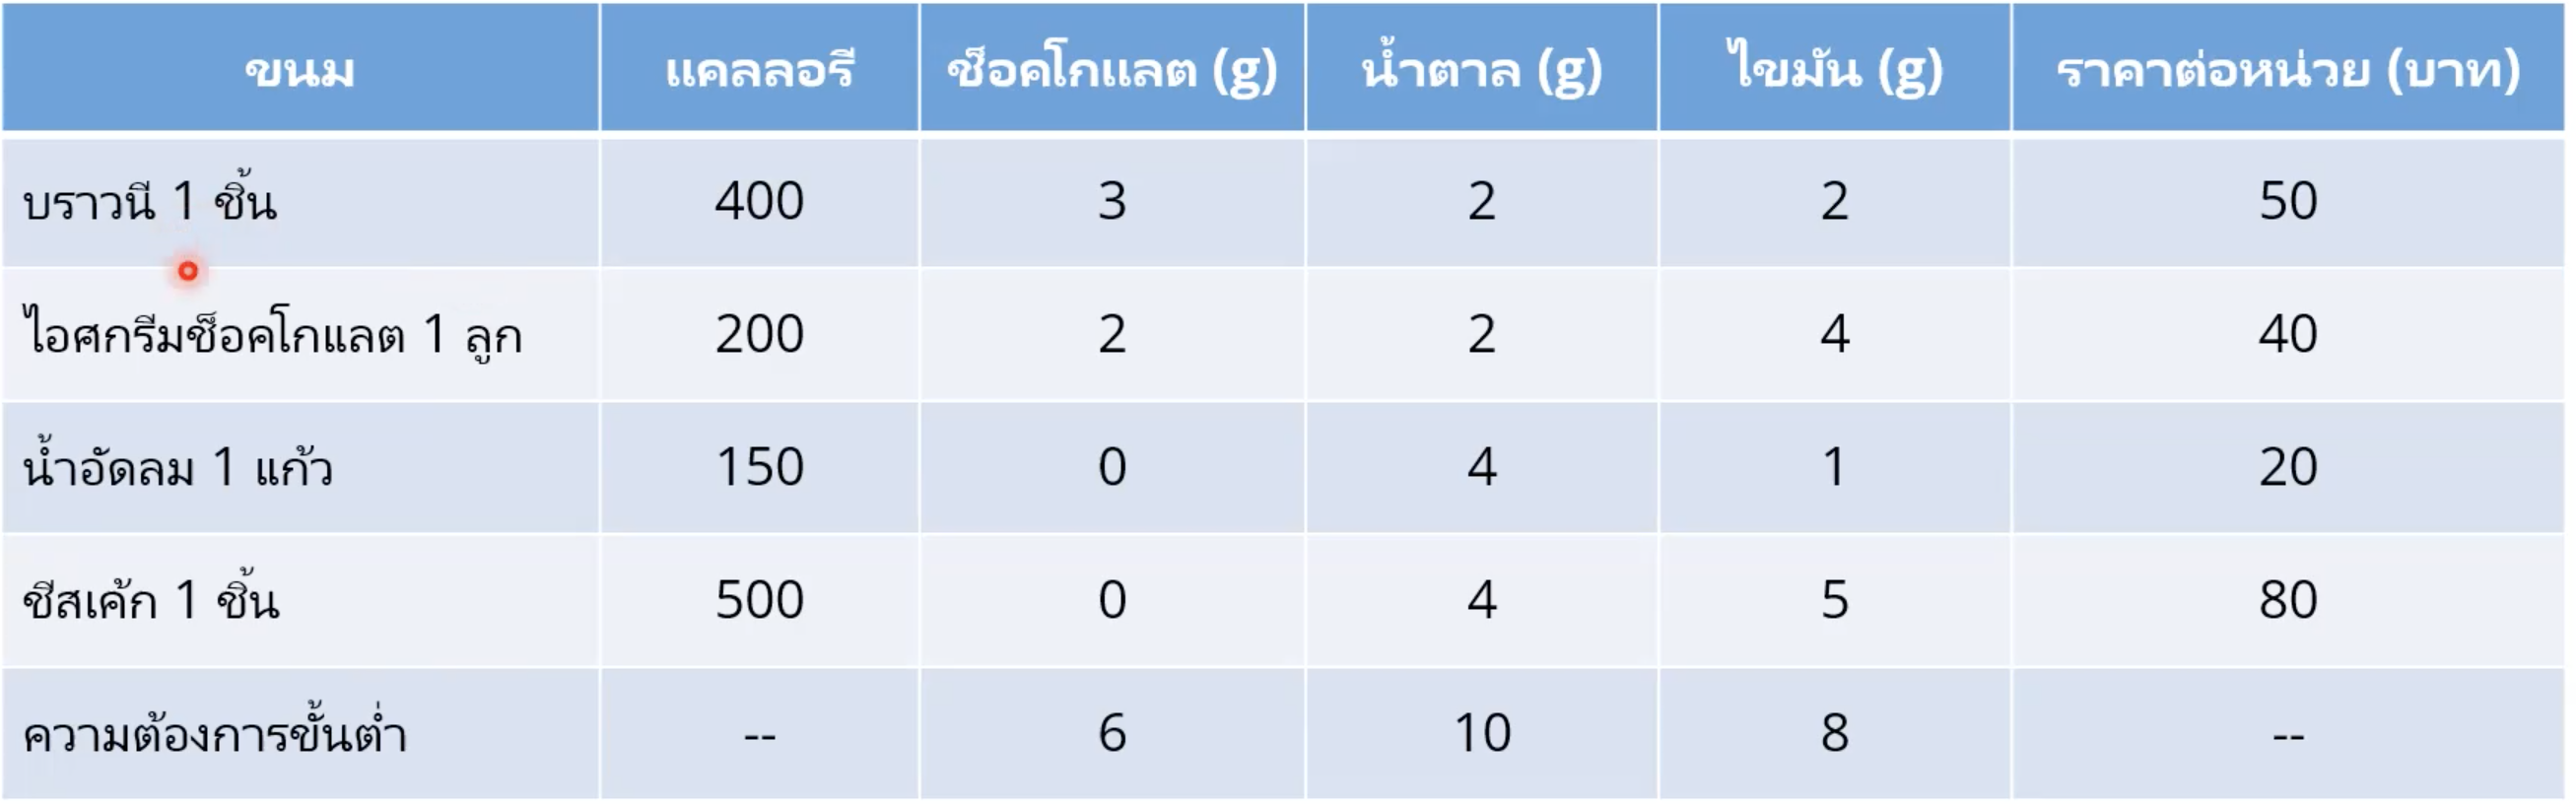 ขนม แคลลอรี ช็อคโกแลต (g) น้ำตาล (g) ไขมัน (g) ราคาต่อหน่วย (บาท)
บราวนี 1 ชิ้น 400 3 2 2 50
ไอศกรีมช็อคโกแลต 1 ลูก 200 2 2 4 40
น้ำอัดลม 1 แก้ว 150 0 4 1 20
ชีสเค้ก 1 ชิ้น 500 0 4 5 80
ความต้องการขั้นต่ำ -- 6 10 8 --